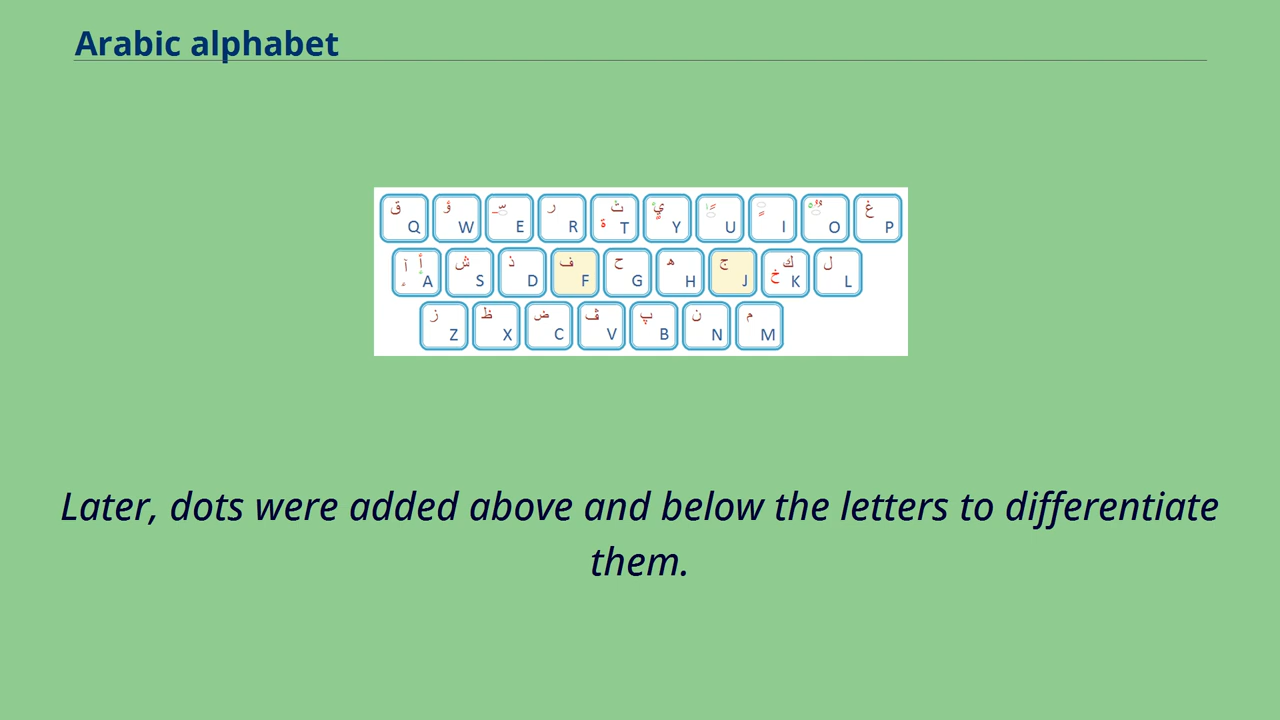 Arabic alphabet
ق Q ؤ W E ر R ث ة T ي Y U I O غ P
آ أ A ش S ذ D ف F ح G ه H ج J ك خ K ل L
ز Z ظ X ض C ڤ V پ B ن N م M
Later, dots were added above and below the letters to differentiate
them.